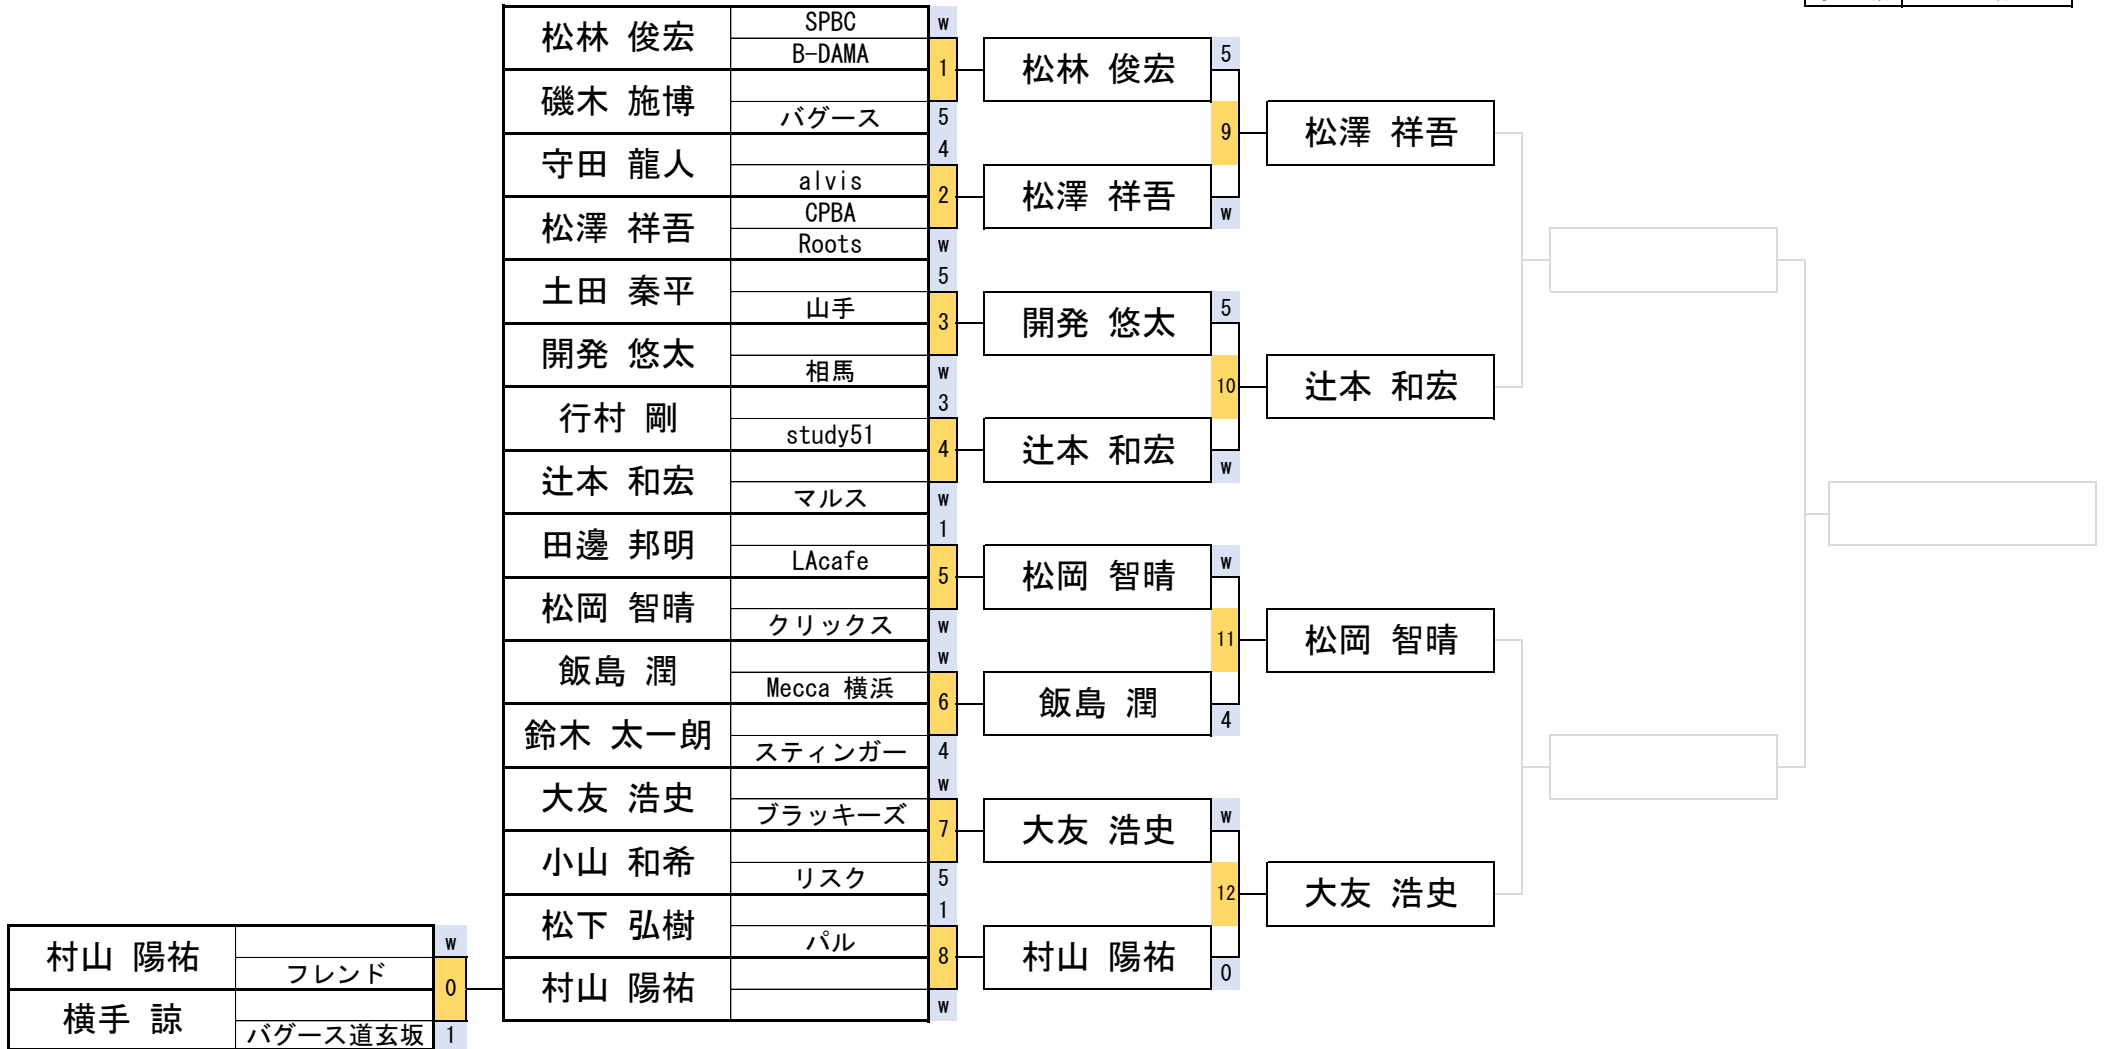 松林 俊宏
SPBC
B-DAMA
w
1
磯木 施博
バグース
5
守田 龍人
alvis
4
2
松澤 祥吾
CPBA
Roots
w
土田 秦平
山手
5
3
開発 悠太
相馬
w
行村 剛
study51
3
4
辻本 和宏
マルス
w
田邊 邦明
LAcafe
1
5
松岡 智晴
クリックス
w
飯島 潤
Mecca 横浜
w
6
鈴木 太一朗
スティンガー
4
大友 浩史
ブラッキーズ
w
7
小山 和希
リスク
5
松下 弘樹
パル
1
8
村山 陽祐
w
村山 陽祐
フレンド
w
0
横手 諒
バグース道玄坂
1
松林 俊宏
5
9
松澤 祥吾
w
開発 悠太
5
10
辻本 和宏
w
松岡 智晴
w
11
飯島 潤
4
大友 浩史
w
12
村山 陽祐
0
松澤 祥吾
辻本 和宏
松岡 智晴
大友 浩史